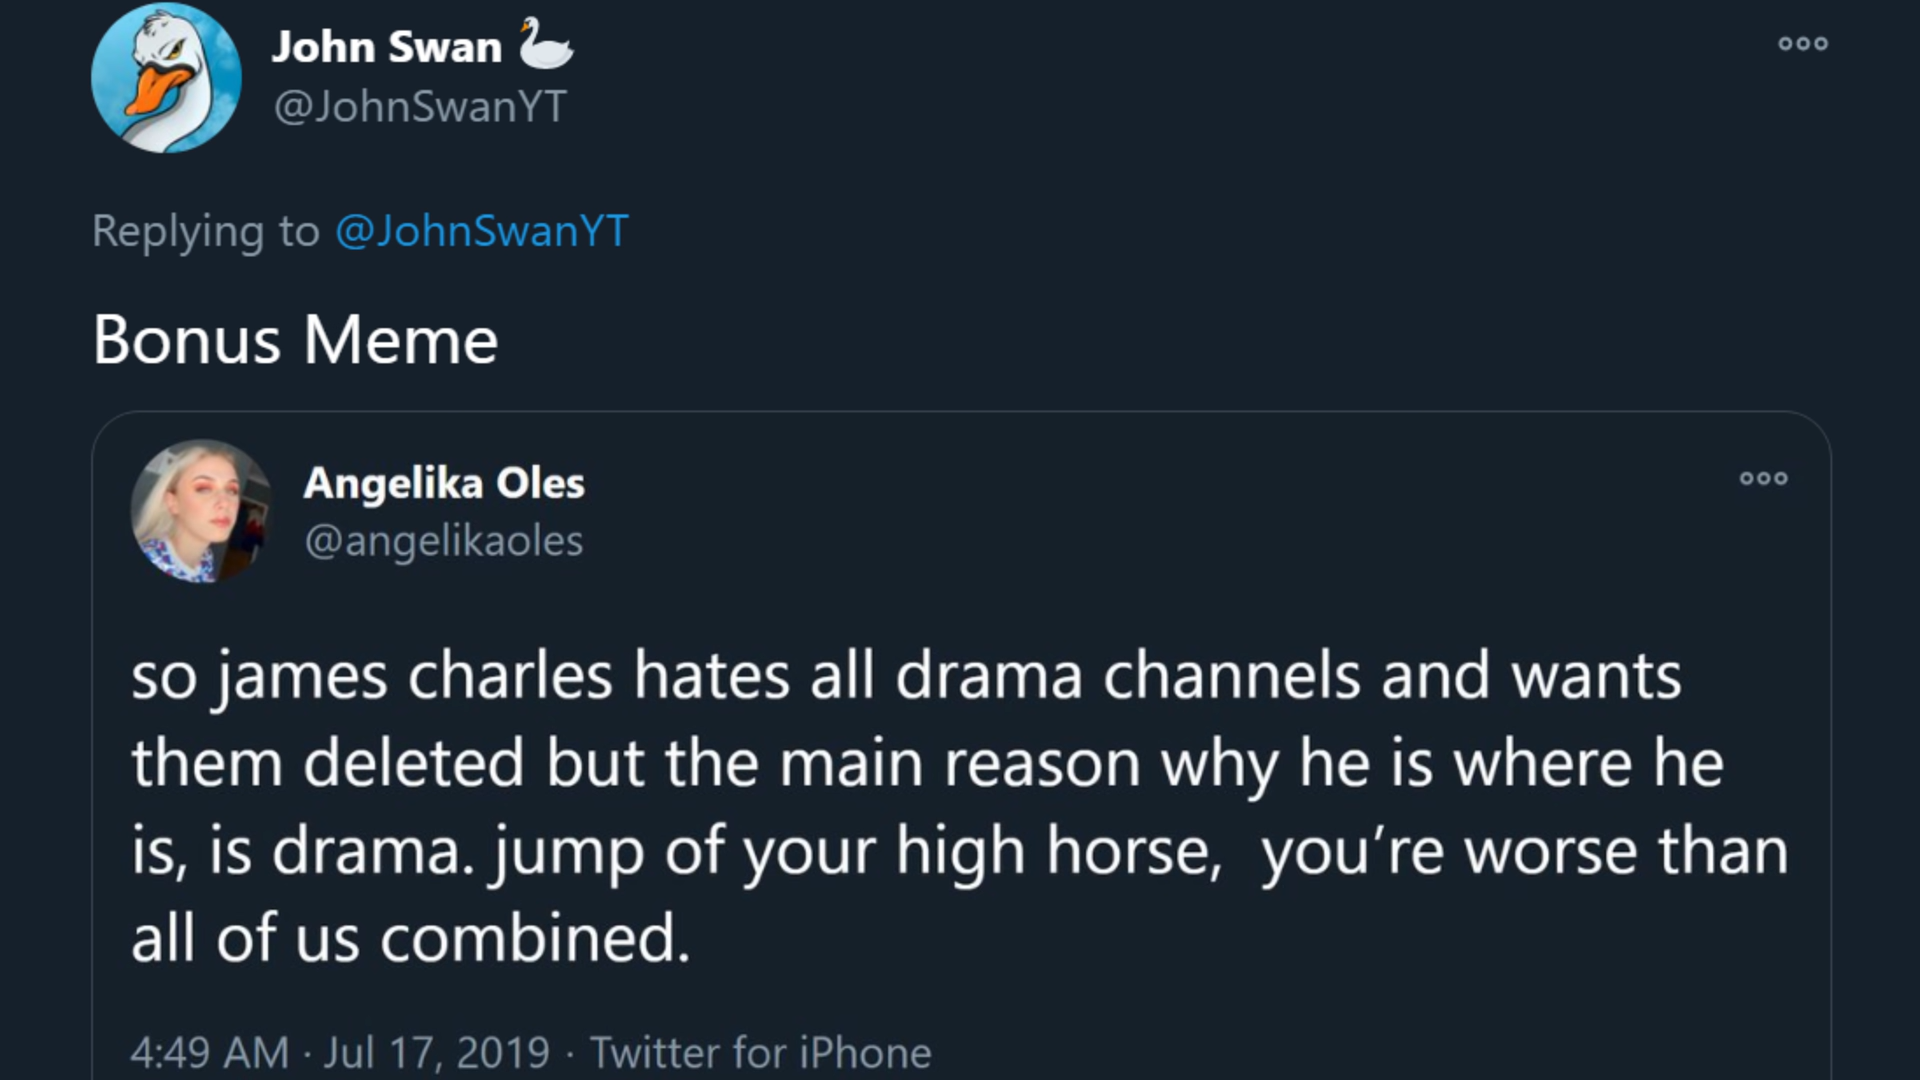 John Swan 🦢
@JohnSwanYT
Replying to @JohnSwanYT
Bonus Meme
Angelika Oles
@angelikaoles
so james charles hates all drama channels and wants
them deleted but the main reason why he is where he
is, is drama. jump of your high horse,  you’re worse than
all of us combined.
4:49 AM · Jul 17, 2019 · Twitter for iPhone